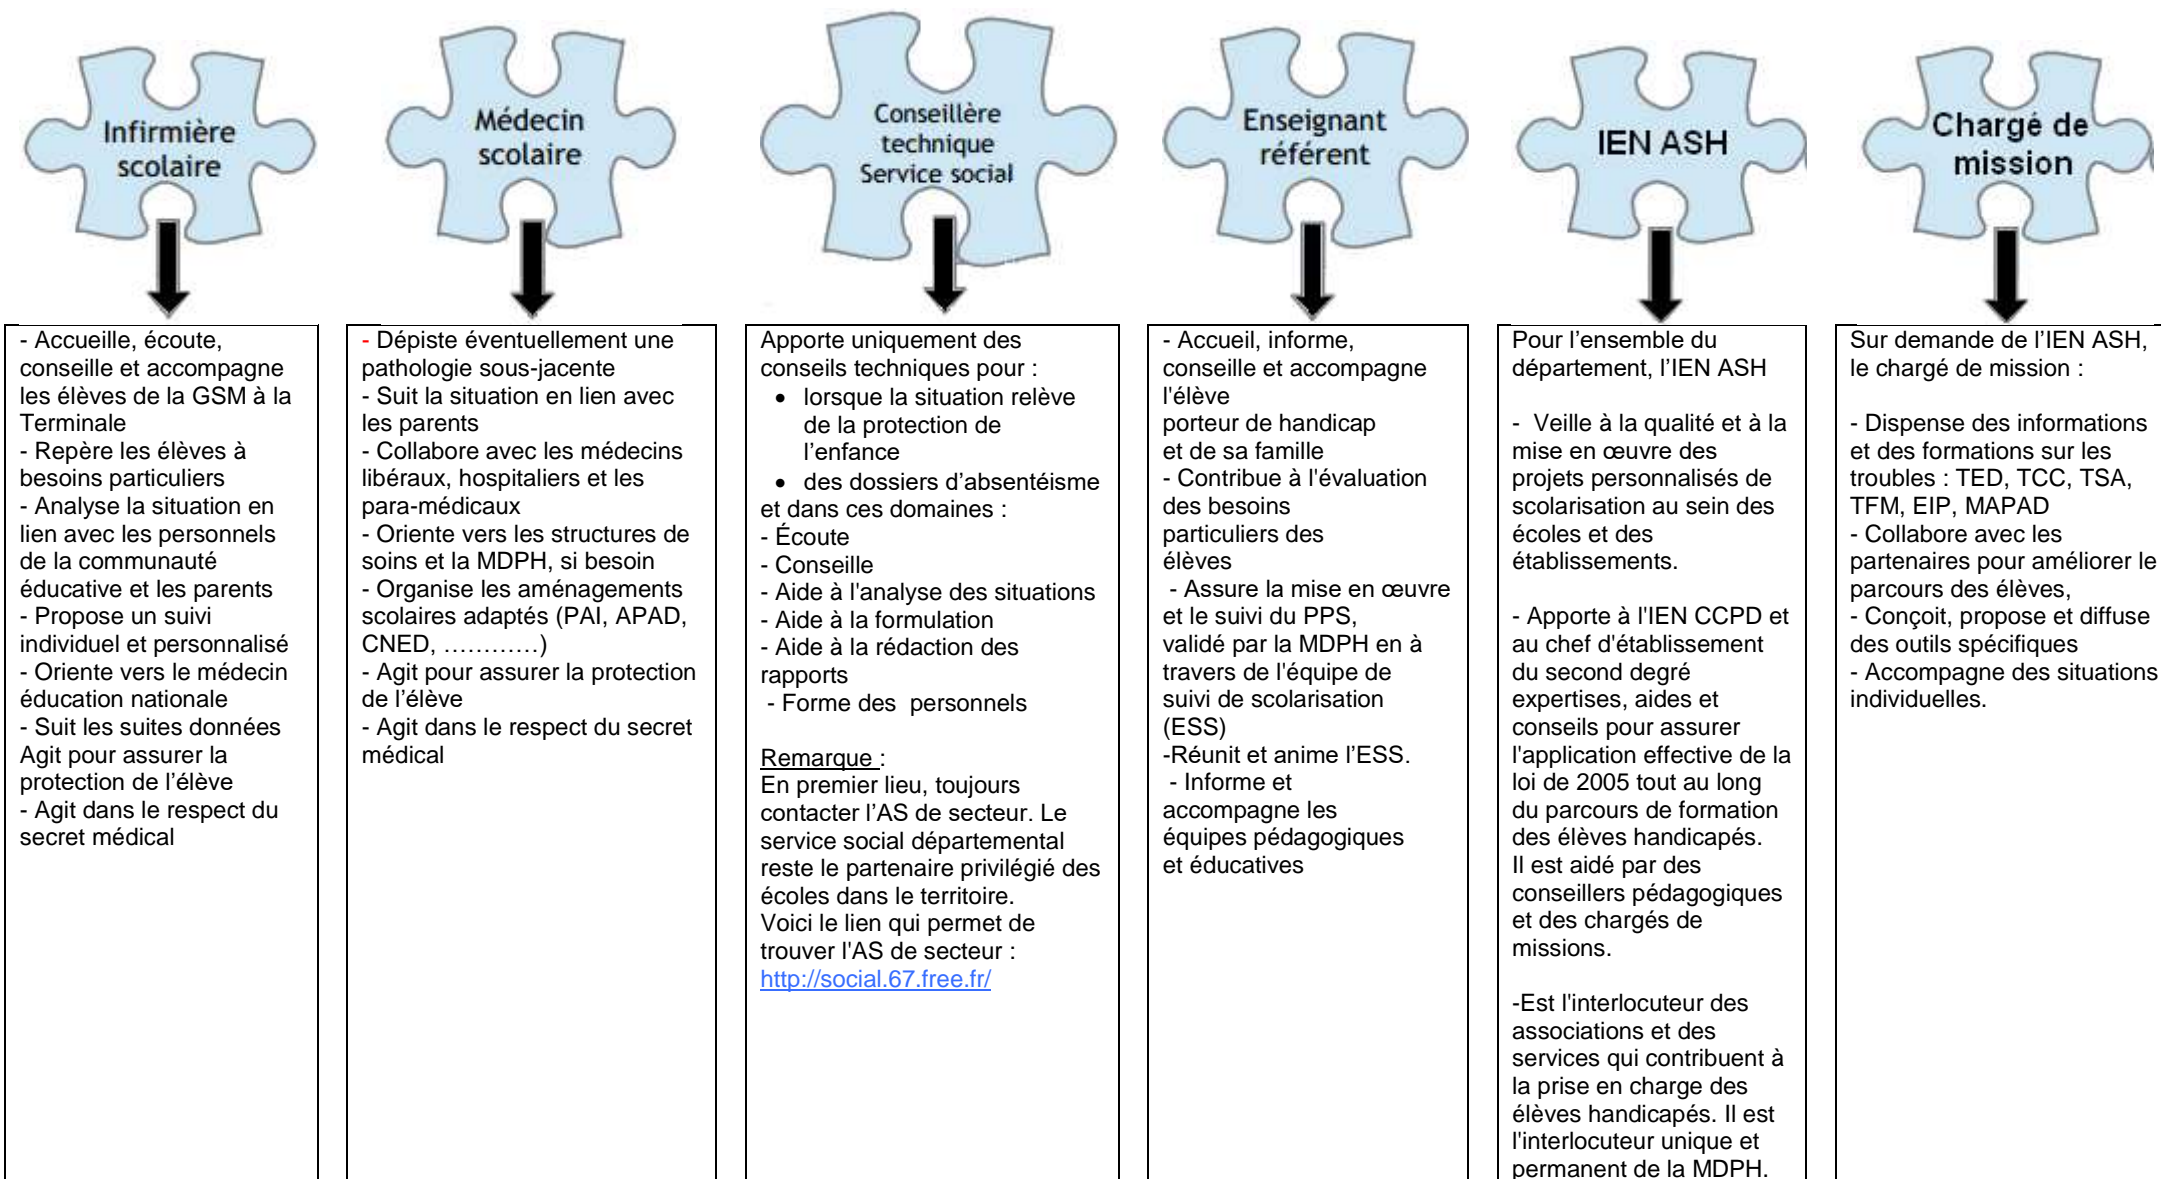 Infirmière
scolaire
- Accueille, écoute,
conseille et accompagne
les élèves de la GSM à la
Terminale
- Repère les élèves à
besoins particuliers
- Analyse la situation en
lien avec les personnels
de la communauté
éducative et les parents
- Propose un suivi
individuel et personnalisé
- Oriente vers le médecin
éducation nationale
- Suit les suites données
Agit pour assurer la
protection de l'élève
- Agit dans le respect du
secret médical
Médecin
scolaire
- Dépiste éventuellement une
pathologie sous-jacente
- Suit la situation en lien avec
les parents
- Collabore avec les médecins
libéraux, hospitaliers et les
para-médicaux
- Oriente vers les structures de
soins et la MDPH, si besoin
- Organise les aménagements
scolaires adaptés (PAI, APAD,
CNED, …………)
- Agit pour assurer la protection
de l'élève
- Agit dans le respect du secret
médical
Conseillère
technique
Service social
Apporte uniquement des
conseils techniques pour :
• lorsque la situation relève
de la protection de
l'enfance
• des dossiers d'absentéisme
et dans ces domaines :
- Écoute
- Conseille
- Aide à l'analyse des situations
- Aide à la formulation
- Aide à la rédaction des
rapports
- Forme des personnels
Remarque :
En premier lieu, toujours
contacter l'AS de secteur. Le
service social départemental
reste le partenaire privilégié des
écoles dans le territoire.
Voici le lien qui permet de
trouver l'AS de secteur :
http://social.67.free.fr/
Enseignant
référent
- Accueil, informe,
conseille et accompagne
l'élève
porteur de handicap
et de sa famille
- Contribue à l'évaluation
des besoins
particuliers des
élèves
- Assure la mise en œuvre
et le suivi du PPS,
validé par la MDPH en à
travers de l'équipe de
suivi de scolarisation
(ESS)
-Réunit et anime l'ESS.
- Informe et
accompagne les
équipes pédagogiques
et éducatives
IEN ASH
Pour l'ensemble du
département, l'IEN ASH
- Veille à la qualité et à la
mise en œuvre des
projets personnalisés de
scolarisation au sein des
écoles et des
établissements.
- Apporte à l'IEN CCPD et
au chef d'établissement
du second degré
expertises, aides et
conseils pour assurer
l'application effective de la
loi de 2005 tout au long
du parcours de formation
des élèves handicapés.
Il est aidé par des
conseillers pédagogiques
et des chargés de
missions.
-Est l'interlocuteur des
associations et des
services qui contribuent à
la prise en charge des
élèves handicapés. Il est
l'interlocuteur unique et
permanent de la MDPH.
Chargé de
mission
Sur demande de l'IEN ASH,
le chargé de mission :
- Dispense des informations
et des formations sur les
troubles : TED, TCC, TSA,
TFM, EIP, MAPAD
- Collabore avec les
partenaires pour améliorer le
parcours des élèves,
- Conçoit, propose et diffuse
des outils spécifiques
- Accompagne des situations
individuelles.